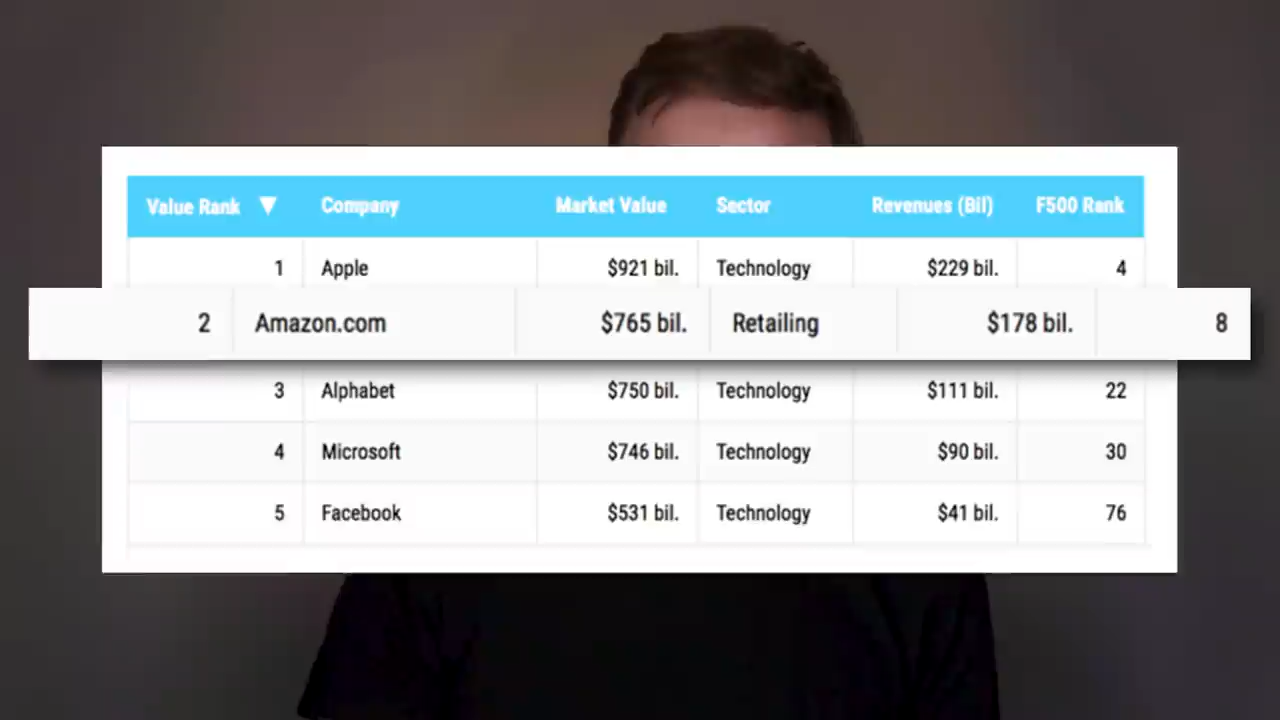 Value Rank ▼ Company Market Value Sector Revenues (Bil) F500 Rank
1 Apple $921 bil. Technology $229 bil. 4
2 Amazon.com $765 bil. Retailing $178 bil. 8
3 Alphabet $750 bil. Technology $111 bil. 22
4 Microsoft $746 bil. Technology $90 bil. 30
5 Facebook $531 bil. Technology $41 bil. 76